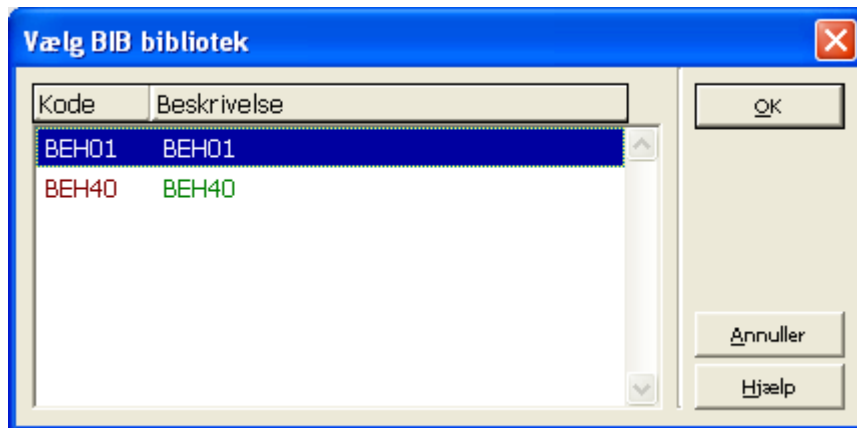 Vælg BIB bibliotek
Kode Beskrivelse
BEH01 BEH01
BEH40 BEH40
OK
Annuller
Hjælp